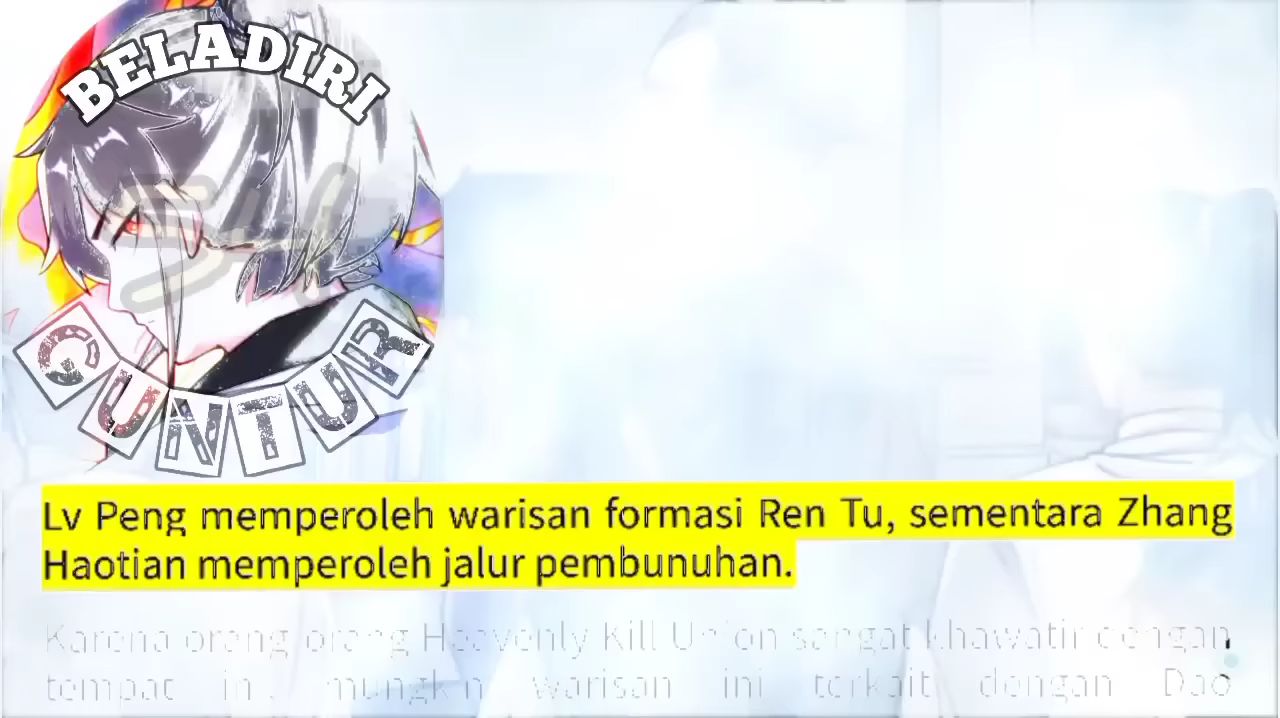 BELADIRI
GUNTUR
Lv Peng memperoleh warisan formasi Ren Tu, sementara Zhang
Haotian memperoleh jalur pembunuhan.
Karena orang orang Heavenly Kill Union sangat khawatir dengan
tempat mungkin warisan ini terkait dengan Dao